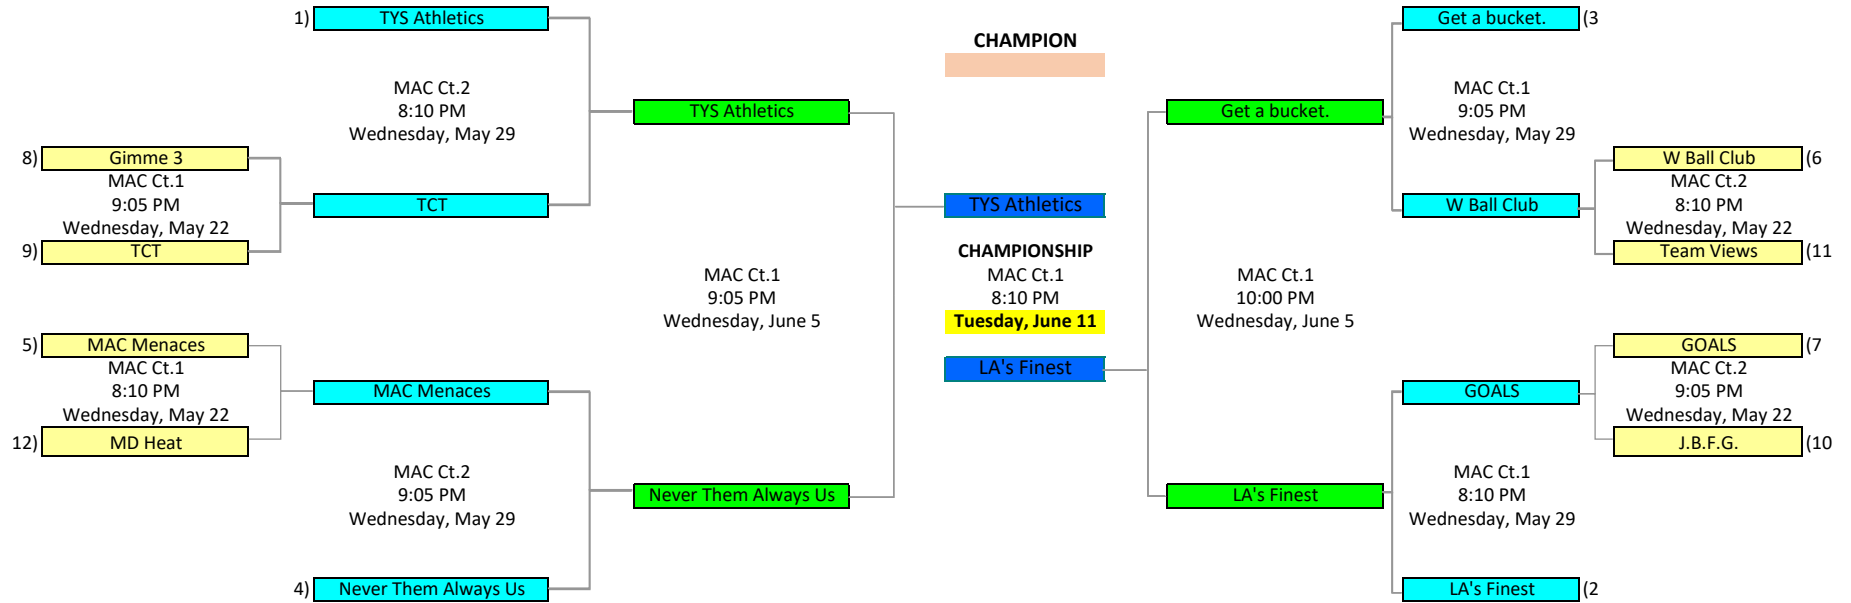 1) TYS Athletics
MAC Ct.2
8:10 PM
Wednesday, May 29
8) Gimme 3
MAC Ct.1
9:05 PM
Wednesday, May 22
9) TCT
TCT
5) MAC Menaces
MAC Ct.1
8:10 PM
Wednesday, May 22
12) MD Heat
MAC Menaces
MAC Ct.2
9:05 PM
Wednesday, May 29
4) Never Them Always Us
TYS Athletics
MAC Ct.1
9:05 PM
Wednesday, June 5
Never Them Always Us
CHAMPION
TYS Athletics
CHAMPIONSHIP
MAC Ct.1
8:10 PM
Tuesday, June 11
LA's Finest
Get a bucket.
MAC Ct.1
10:00 PM
Wednesday, June 5
LA's Finest
Get a bucket. (3
MAC Ct.1
9:05 PM
Wednesday, May 29
W Ball Club
W Ball Club (6
MAC Ct.2
8:10 PM
Wednesday, May 22
Team Views (11
GOALS (7
MAC Ct.2
9:05 PM
Wednesday, May 22
J.B.F.G. (10
GOALS
MAC Ct.1
8:10 PM
Wednesday, May 29
LA's Finest (2